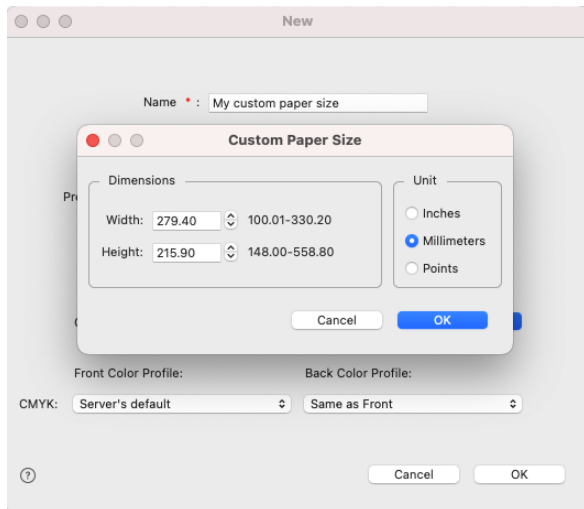 New
Name * : My custom paper size
Custom Paper Size
Dimensions
Unit
Width: 279.40 100.01-330.20
Height: 215.90 148.00-558.80
Inches
Millimeters
Points
Cancel OK
Front Color Profile: Back Color Profile:
CMYK: Server's default Same as Front
? Cancel OK